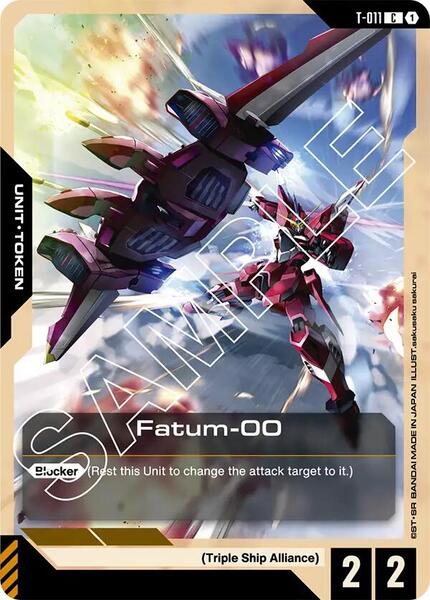 T-011 C 1
UNIT·TOKEN
SAMPLE
Fatum-00
Blocker (Rest this Unit to change the attack target to it.)
(Triple Ship Alliance)
2 2
©ST·SR BANDAI MADE IN JAPAN ILLUST.sakusaku sakurai